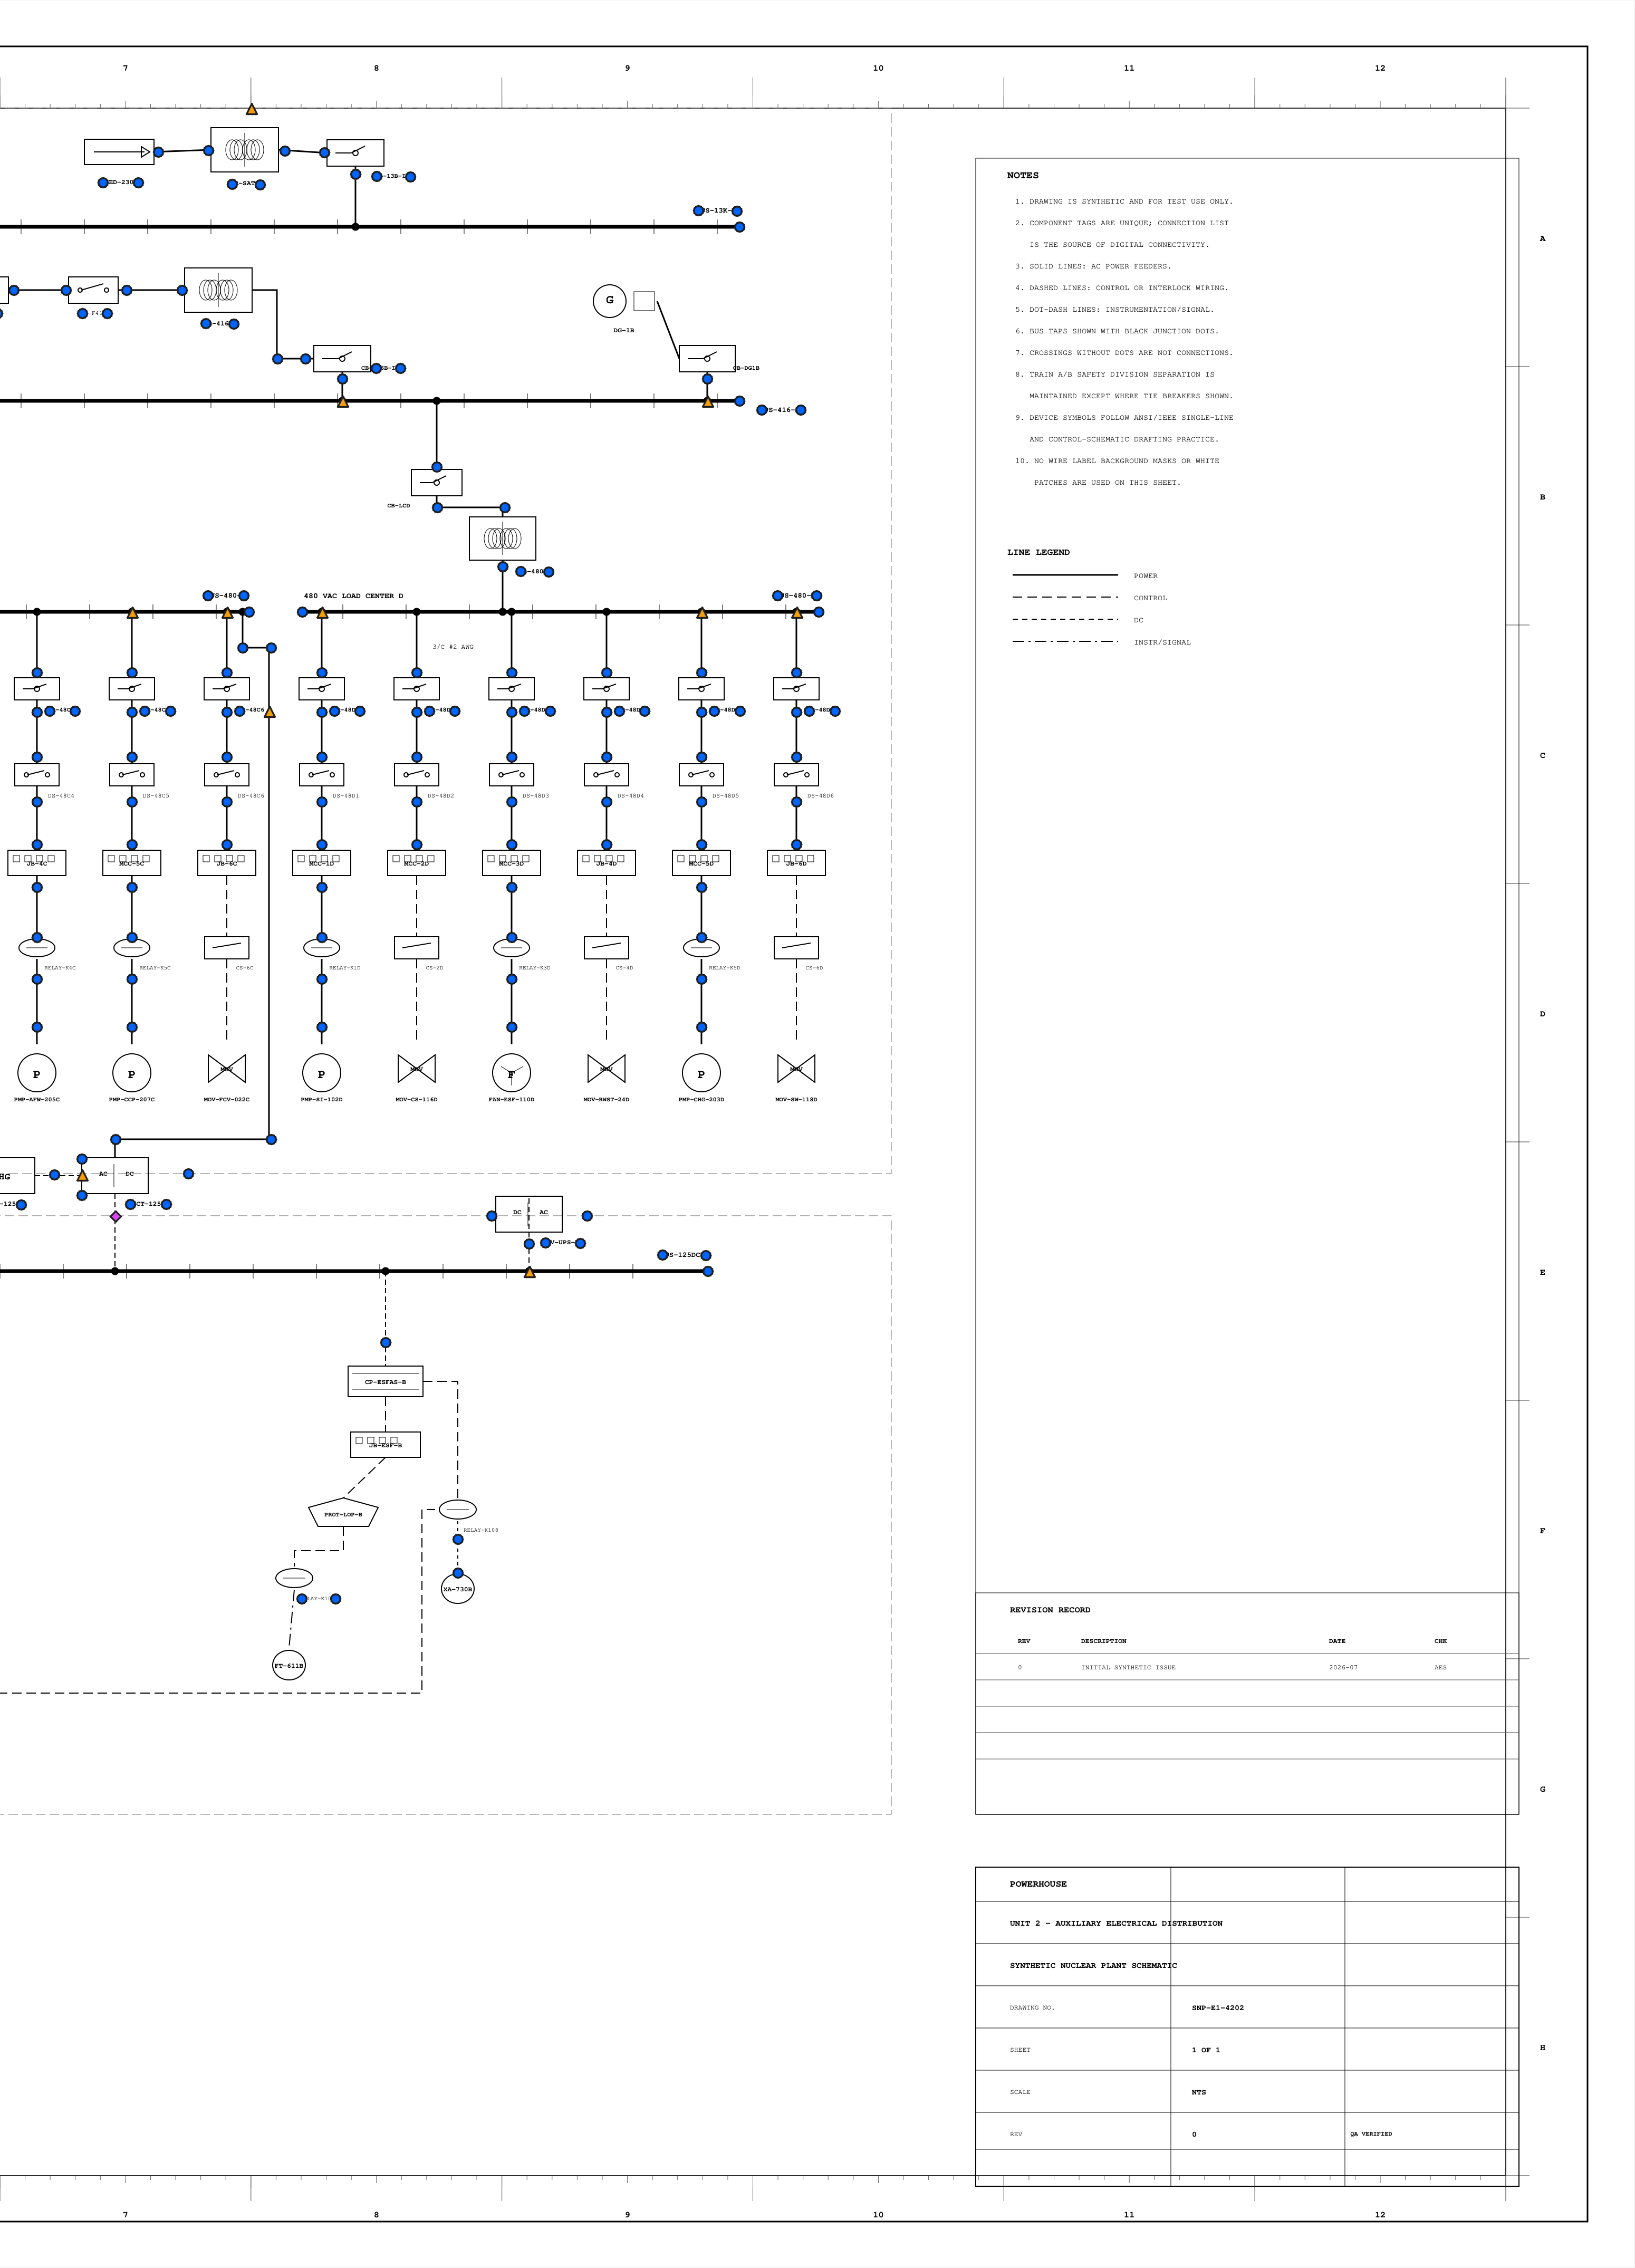 7 8 9 10 11 12
NOTES
1. DRAWING IS SYNTHETIC AND FOR TEST USE ONLY.
2. COMPONENT TAGS ARE UNIQUE; CONNECTION LIST
IS THE SOURCE OF DIGITAL CONNECTIVITY.
3. SOLID LINES: AC POWER FEEDERS.
4. DASHED LINES: CONTROL OR INTERLOCK WIRING.
5. DOT-DASH LINES: INSTRUMENTATION/SIGNAL.
6. BUS TAPS SHOWN WITH BLACK JUNCTION DOTS.
7. CROSSINGS WITHOUT DOTS ARE NOT CONNECTIONS.
8. TRAIN A/B SAFETY DIVISION SEPARATION IS
MAINTAINED EXCEPT WHERE TIE BREAKERS SHOWN.
9. DEVICE SYMBOLS FOLLOW ANSI/IEEE SINGLE-LINE
AND CONTROL-SCHEMATIC DRAFTING PRACTICE.
10. NO WIRE LABEL BACKGROUND MASKS OR WHITE
PATCHES ARE USED ON THIS SHEET.
LINE LEGEND
POWER
CONTROL
DC
INSTR/SIGNAL
A
B
C
D
E
F
G
H
G
DG-1B
CB-DG1B
CB-LCD
480 VAC LOAD CENTER D
3/C #2 AWG
DS-48C4 DS-48C5 DS-48C6 DS-48D1 DS-48D2 DS-48D3 DS-48D4 DS-48D5 DS-48D6
JB-4C MCC-5C JB-6C MCC-1D MCC-2D MCC-3D JB-4D MCC-5D JB-6D
RELAY-K4C RELAY-K5C CS-6C RELAY-K1D CS-2D RELAY-K3D CS-4D RELAY-K5D CS-6D
P P MOV P MOV F MOV P MOV
PMP-AFW-205C PMP-CCP-207C MOV-FCV-022C PMP-SI-102D MOV-CS-116D FAN-ESF-110D MOV-RWST-24D PMP-CHG-203D MOV-SW-118D
AC DC
DC AC
CP-ESFAS-B
JB-ESF-B
PROT-LOP-B
RELAY-K108
XA-730B
FT-611B
REVISION RECORD
REV DESCRIPTION DATE CHK
0 INITIAL SYNTHETIC ISSUE 2026-07 AES
POWERHOUSE
UNIT 2 - AUXILIARY ELECTRICAL DISTRIBUTION
SYNTHETIC NUCLEAR PLANT SCHEMATIC
DRAWING NO. SNP-E1-4202
SHEET 1 OF 1
SCALE NTS
REV 0 QA VERIFIED
7 8 9 10 11 12